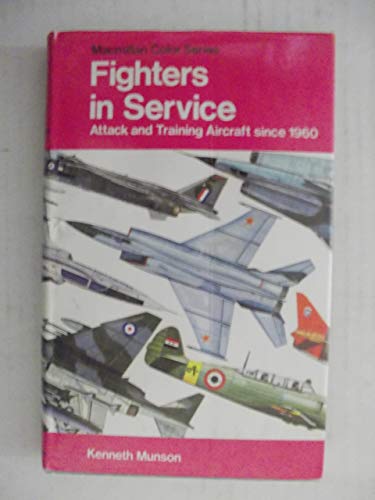 Macmillan Color Series
Fighters
in Service
Attack and Training Aircraft since 1960
Kenneth Munson